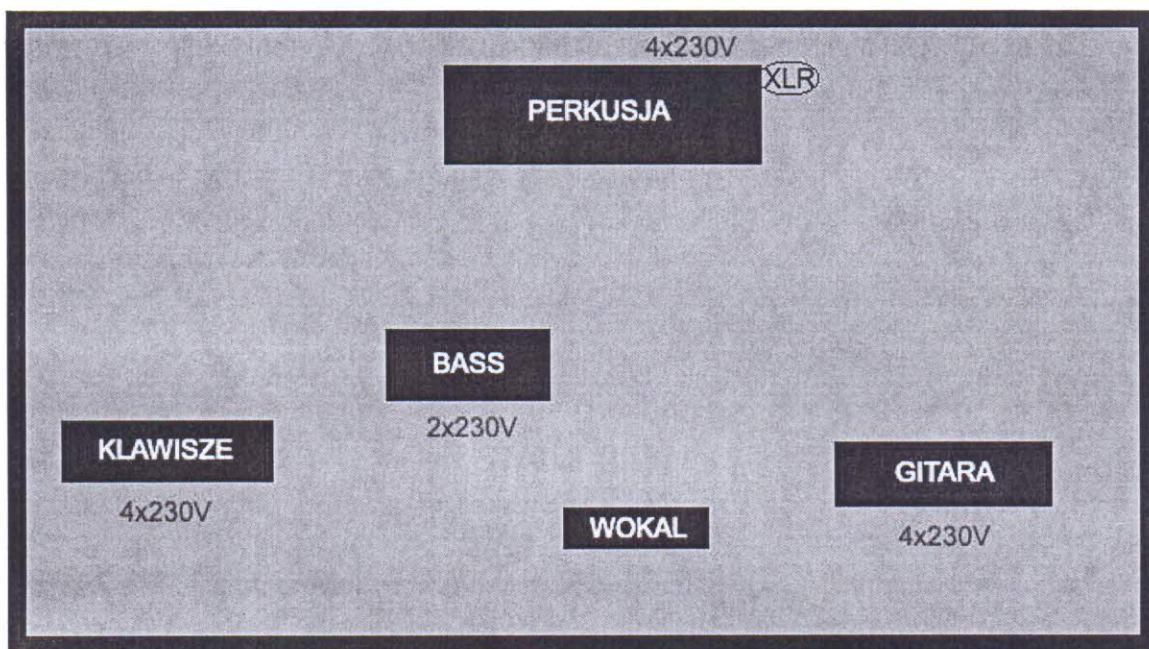 4x230V
XLR
PERKUSJA
BASS
2x230V
KLAWISZE
4x230V
GITARA
4x230V
WOKAL